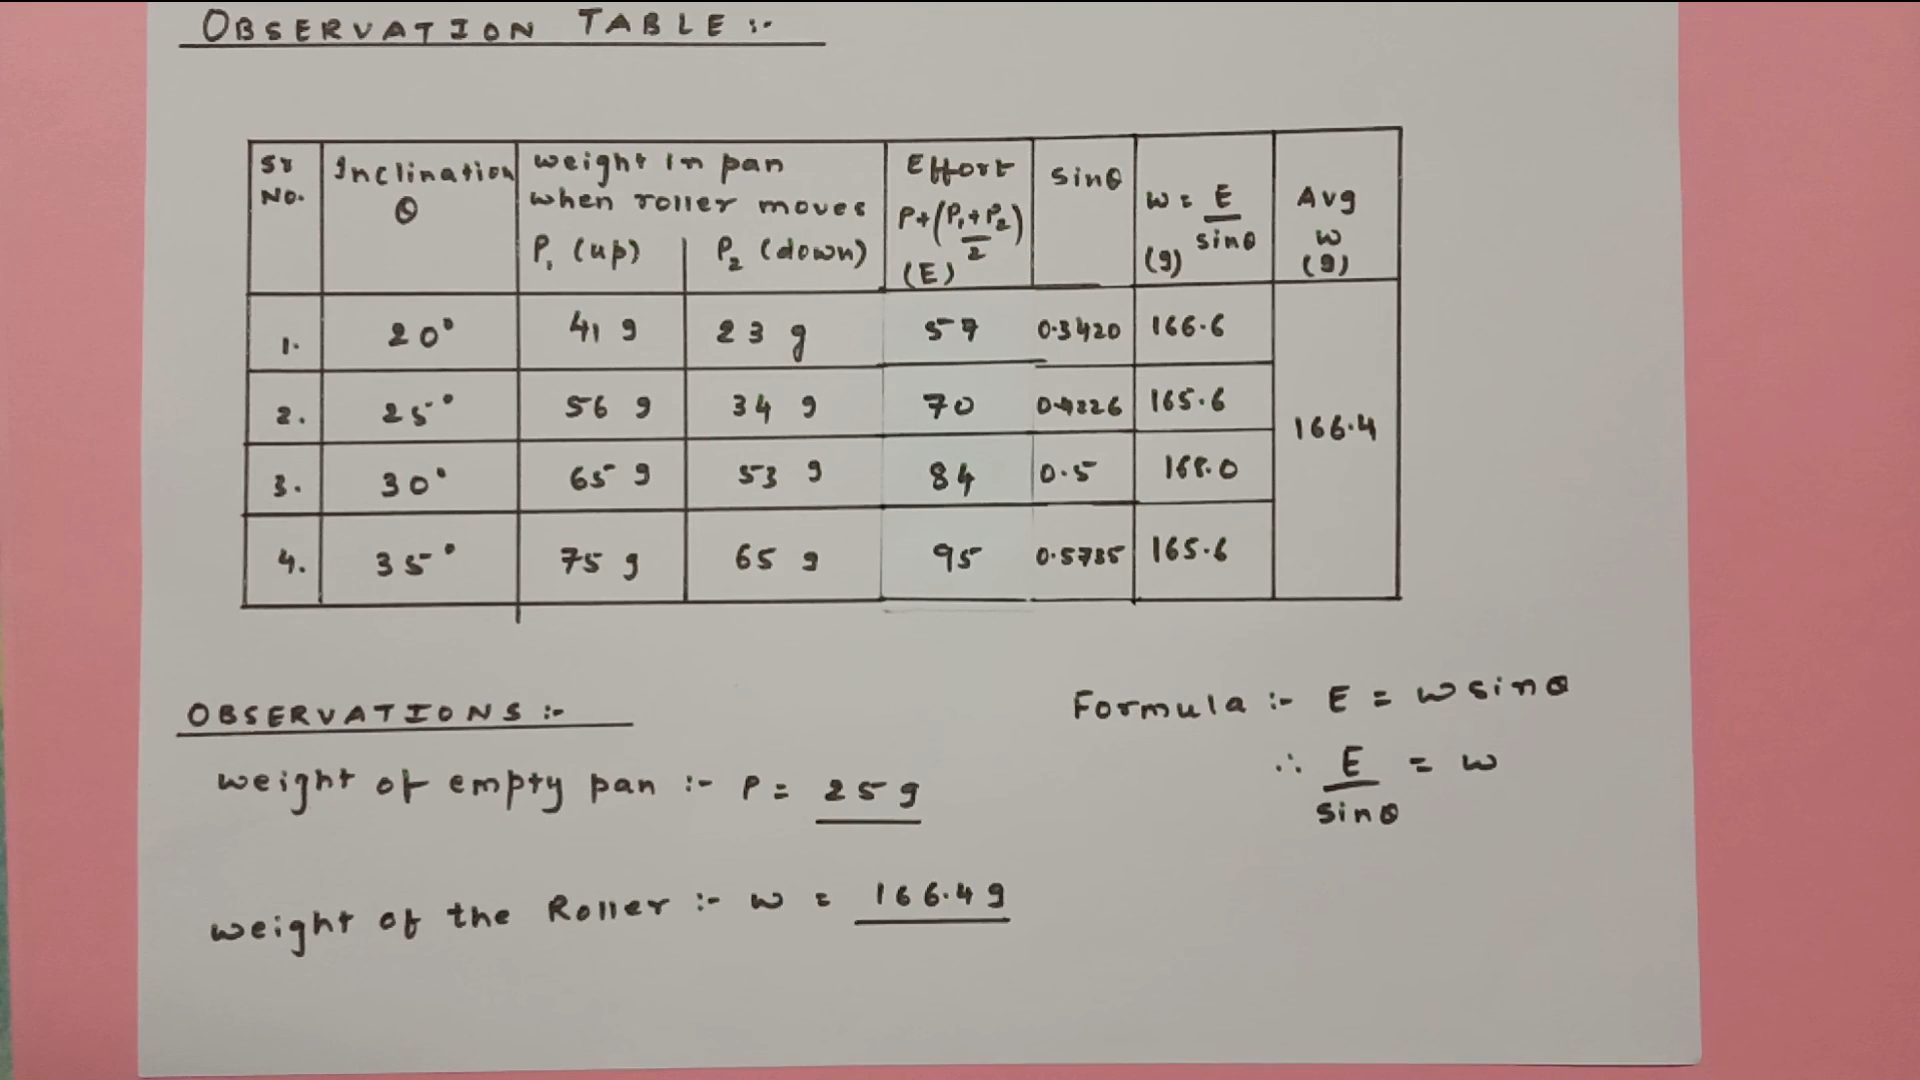 OBSERVATION TABLE :-
Sr No. | Inclination θ | weight in pan when roller moves P₁ (up) | P₂ (down) | Effort P+(P₁+P₂)/2 (E) | sinθ | w = E/sinθ (g) | Avg w (g)
1. | 20° | 41 g | 23 g | 57 | 0.3420 | 166.6 | 166.4
2. | 25° | 56 g | 34 g | 70 | 0.4226 | 165.6
3. | 30° | 65 g | 53 g | 84 | 0.5 | 168.0
4. | 35° | 75 g | 65 g | 95 | 0.5735 | 165.6
OBSERVATIONS :-
weight of empty pan :- P = 25 g
weight of the Roller :- w = 166.4 g
Formula :- E = w sinθ
∴ E/sinθ = w